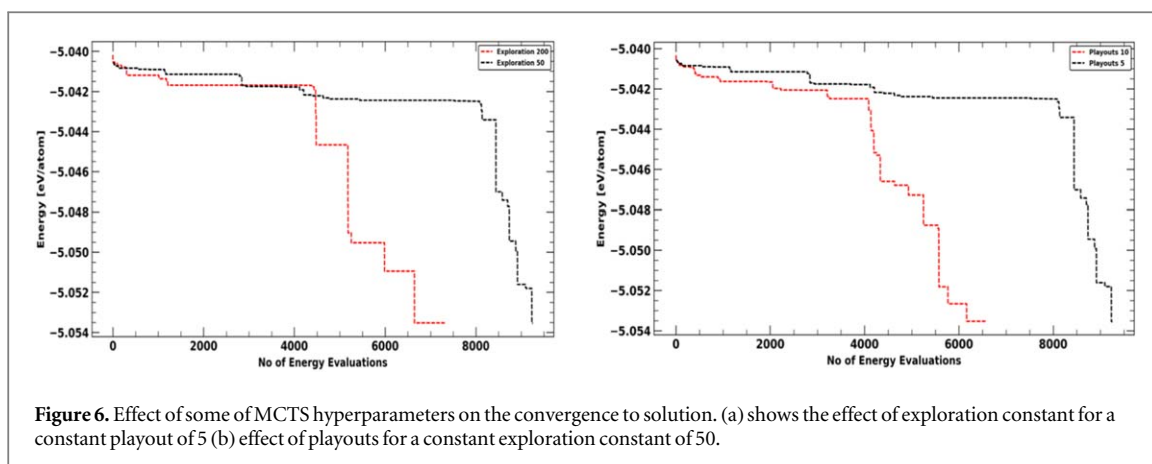 −5.040
−5.042
−5.044
−5.046
−5.048
−5.050
−5.052
−5.054
Energy [eV/atom]
Exploration 200
Exploration 50
0
2000
4000
6000
8000
No of Energy Evaluations
−5.040
−5.042
−5.044
−5.046
−5.048
−5.050
−5.052
−5.054
Energy [eV/atom]
Playouts 10
Playouts 5
0
2000
4000
6000
8000
No of Energy Evaluations
Figure 6. Effect of some of MCTS hyperparameters on the convergence to solution. (a) shows the effect of exploration constant for a
constant playout of 5 (b) effect of playouts for a constant exploration constant of 50.